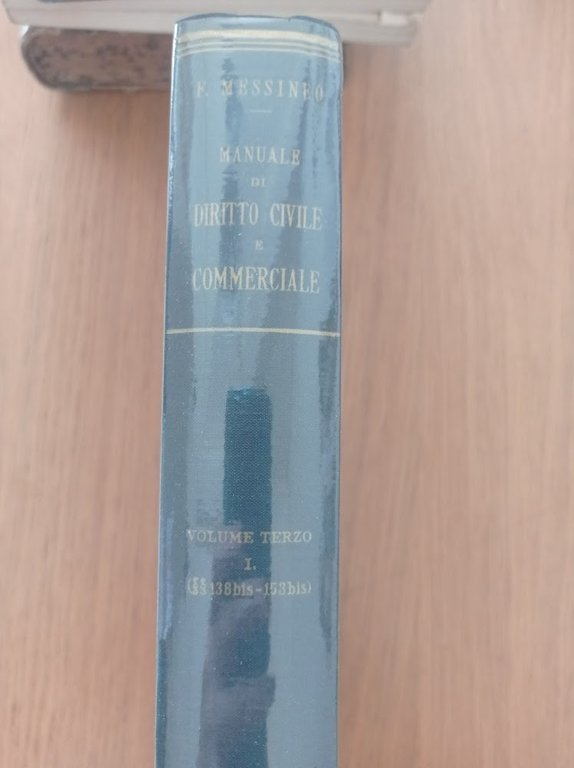 F. MESSINEO
MANUALE
DI
DIRITTO CIVILE
E
COMMERCIALE
VOLUME TERZO
I.
(§§ 138bis-153bis)